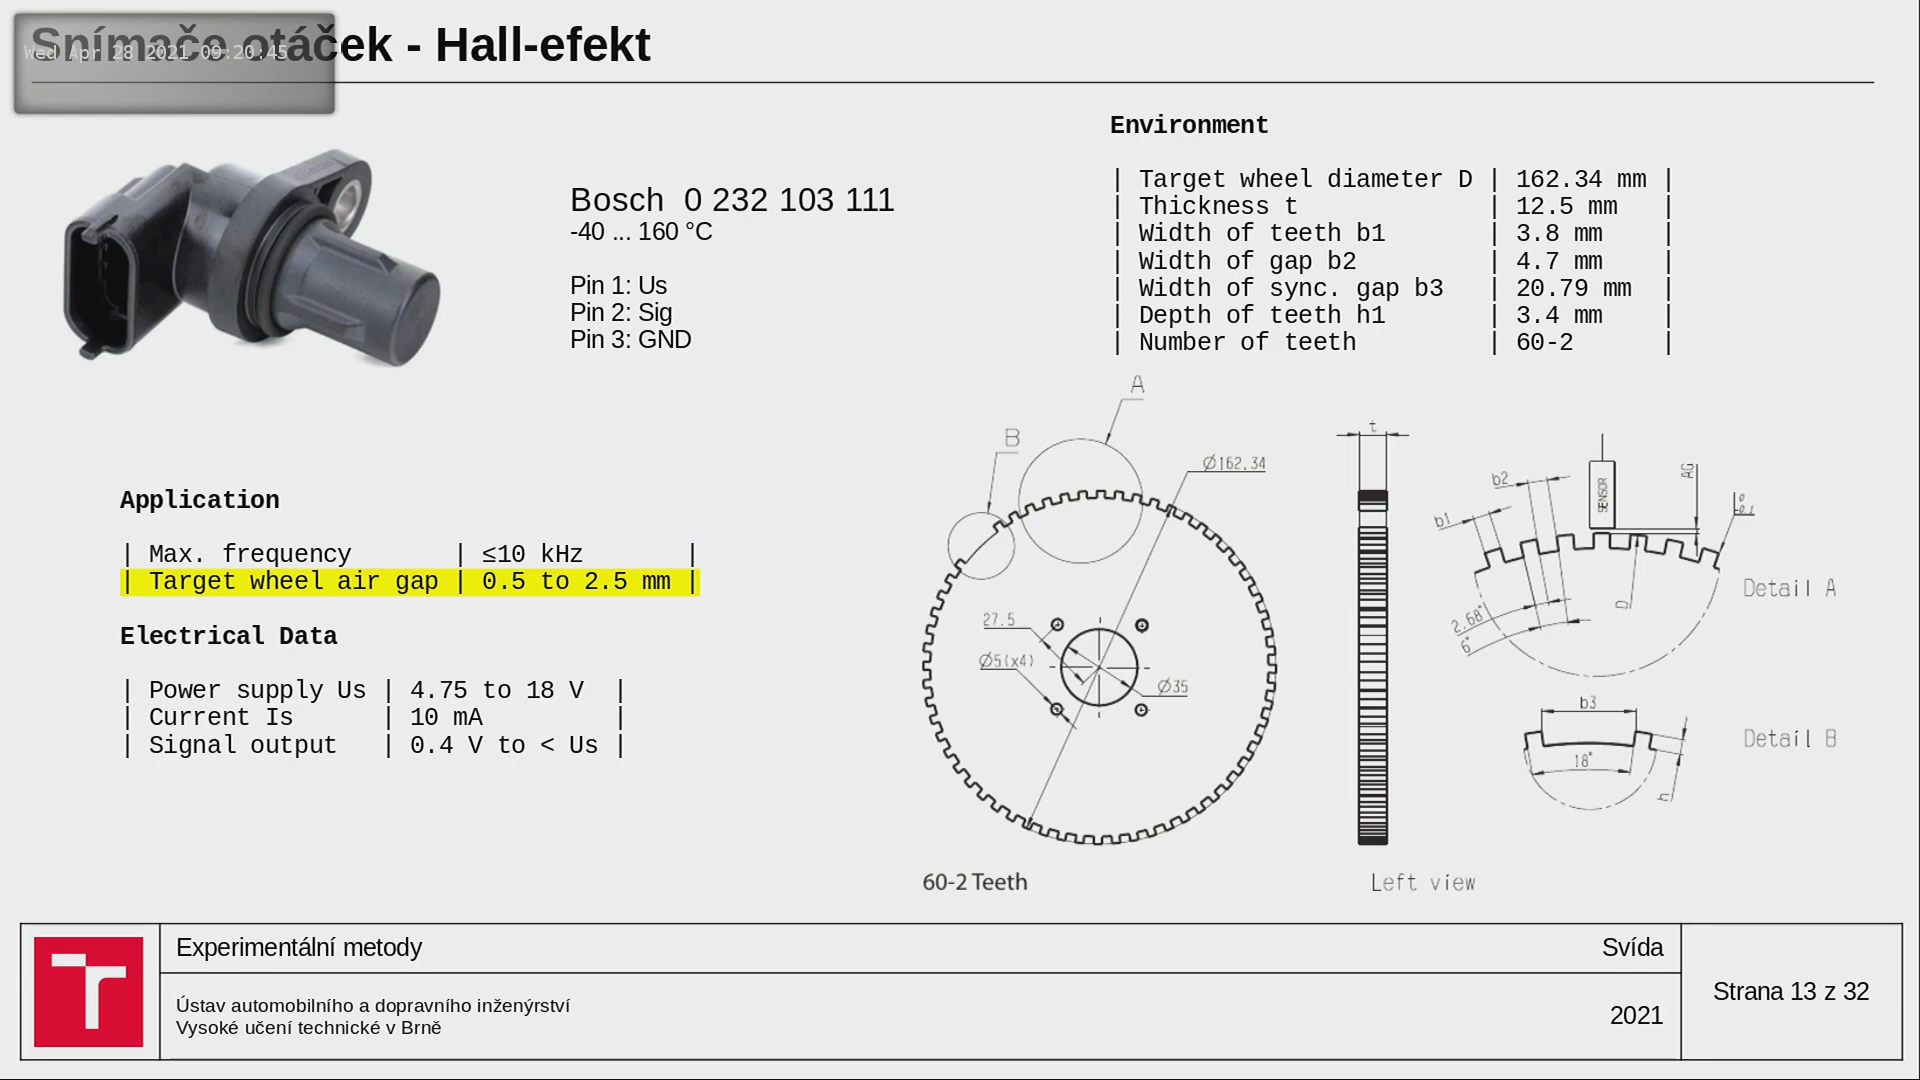 Snímače otáček - Hall-efekt
Wed Apr 28 2021 09:20:45
Environment
| Target wheel diameter D | 162.34 mm |
| Thickness t | 12.5 mm |
| Width of teeth b1 | 3.8 mm |
| Width of gap b2 | 4.7 mm |
| Width of sync. gap b3 | 20.79 mm |
| Depth of teeth h1 | 3.4 mm |
| Number of teeth | 60-2 |
Bosch 0 232 103 111
-40 ... 160 °C
Pin 1: Us
Pin 2: Sig
Pin 3: GND
Application
| Max. frequency | ≤10 kHz |
| Target wheel air gap | 0.5 to 2.5 mm |
Electrical Data
| Power supply Us | 4.75 to 18 V |
| Current Is | 10 mA |
| Signal output | 0.4 V to < Us |
A
B
Ø162.34
27.5
Ø5(x4)
Ø35
60-2 Teeth
t
Left view
b2
b1
SENSOR
AG
D
2.68°
6°
Detail A
b3
18°
h
Detail B
Experimentální metody
Svída
Ústav automobilního a dopravního inženýrství
Vysoké učení technické v Brně
2021
Strana 13 z 32